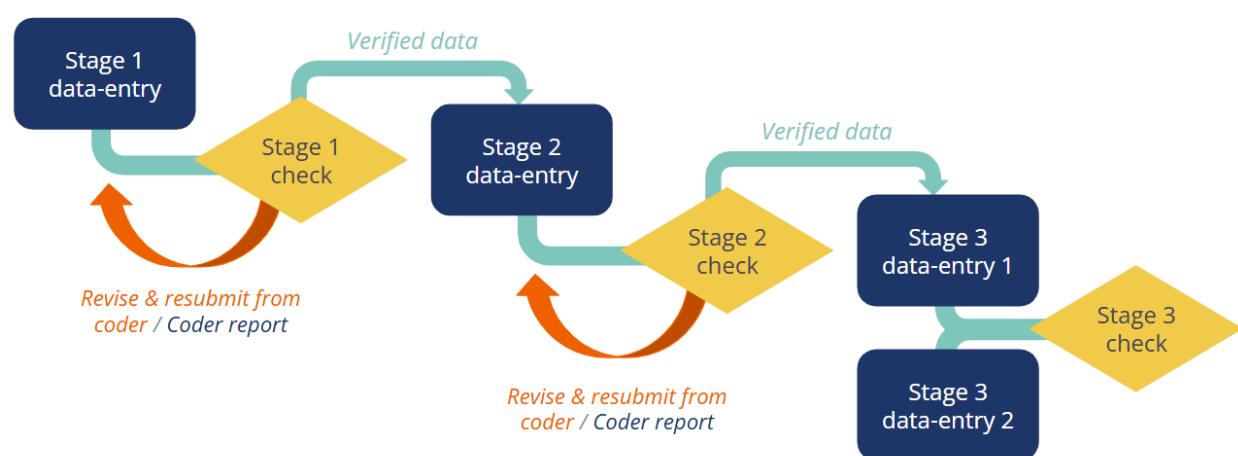 Stage 1
data-entry
Verified data
Stage 1
check
Revise & resubmit from
coder / Coder report
Stage 2
data-entry
Verified data
Stage 2
check
Revise & resubmit from
coder / Coder report
Stage 3
data-entry 1
Stage 3
check
Stage 3
data-entry 2